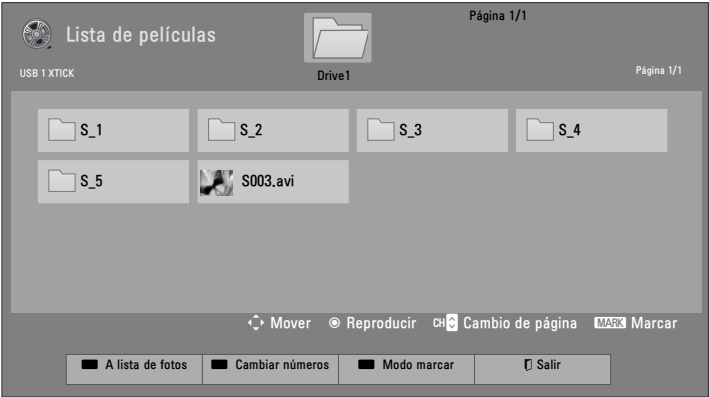 Página 1/1
Lista de películas
USB 1 XTICK
Drive1
Página 1/1
S_1
S_2
S_3
S_4
S_5
S003.avi
Mover
Reproducir
CH Cambio de página
MARK Marcar
A lista de fotos
Cambiar números
Modo marcar
Salir